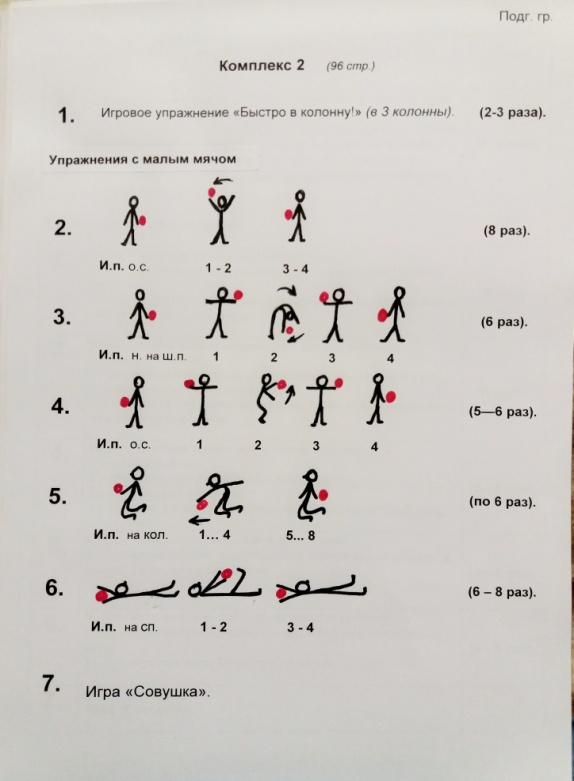 Подг. гр.
Комплекс 2 (96 стр.)
1. Игровое упражнение «Быстро в колонну!» (в 3 колонны). (2-3 раза).
Упражнения с малым мячом
2. (8 раз).
И.п. о.с. 1 - 2 3 - 4
3. (6 раз).
И.п. н. на ш.п. 1 2 3 4
4. (5—6 раз).
И.п. о.с. 1 2 3 4
5. (по 6 раз).
И.п. на кол. 1... 4 5... 8
6. (6 – 8 раз).
И.п. на сп. 1 - 2 3 - 4
7. Игра «Совушка».